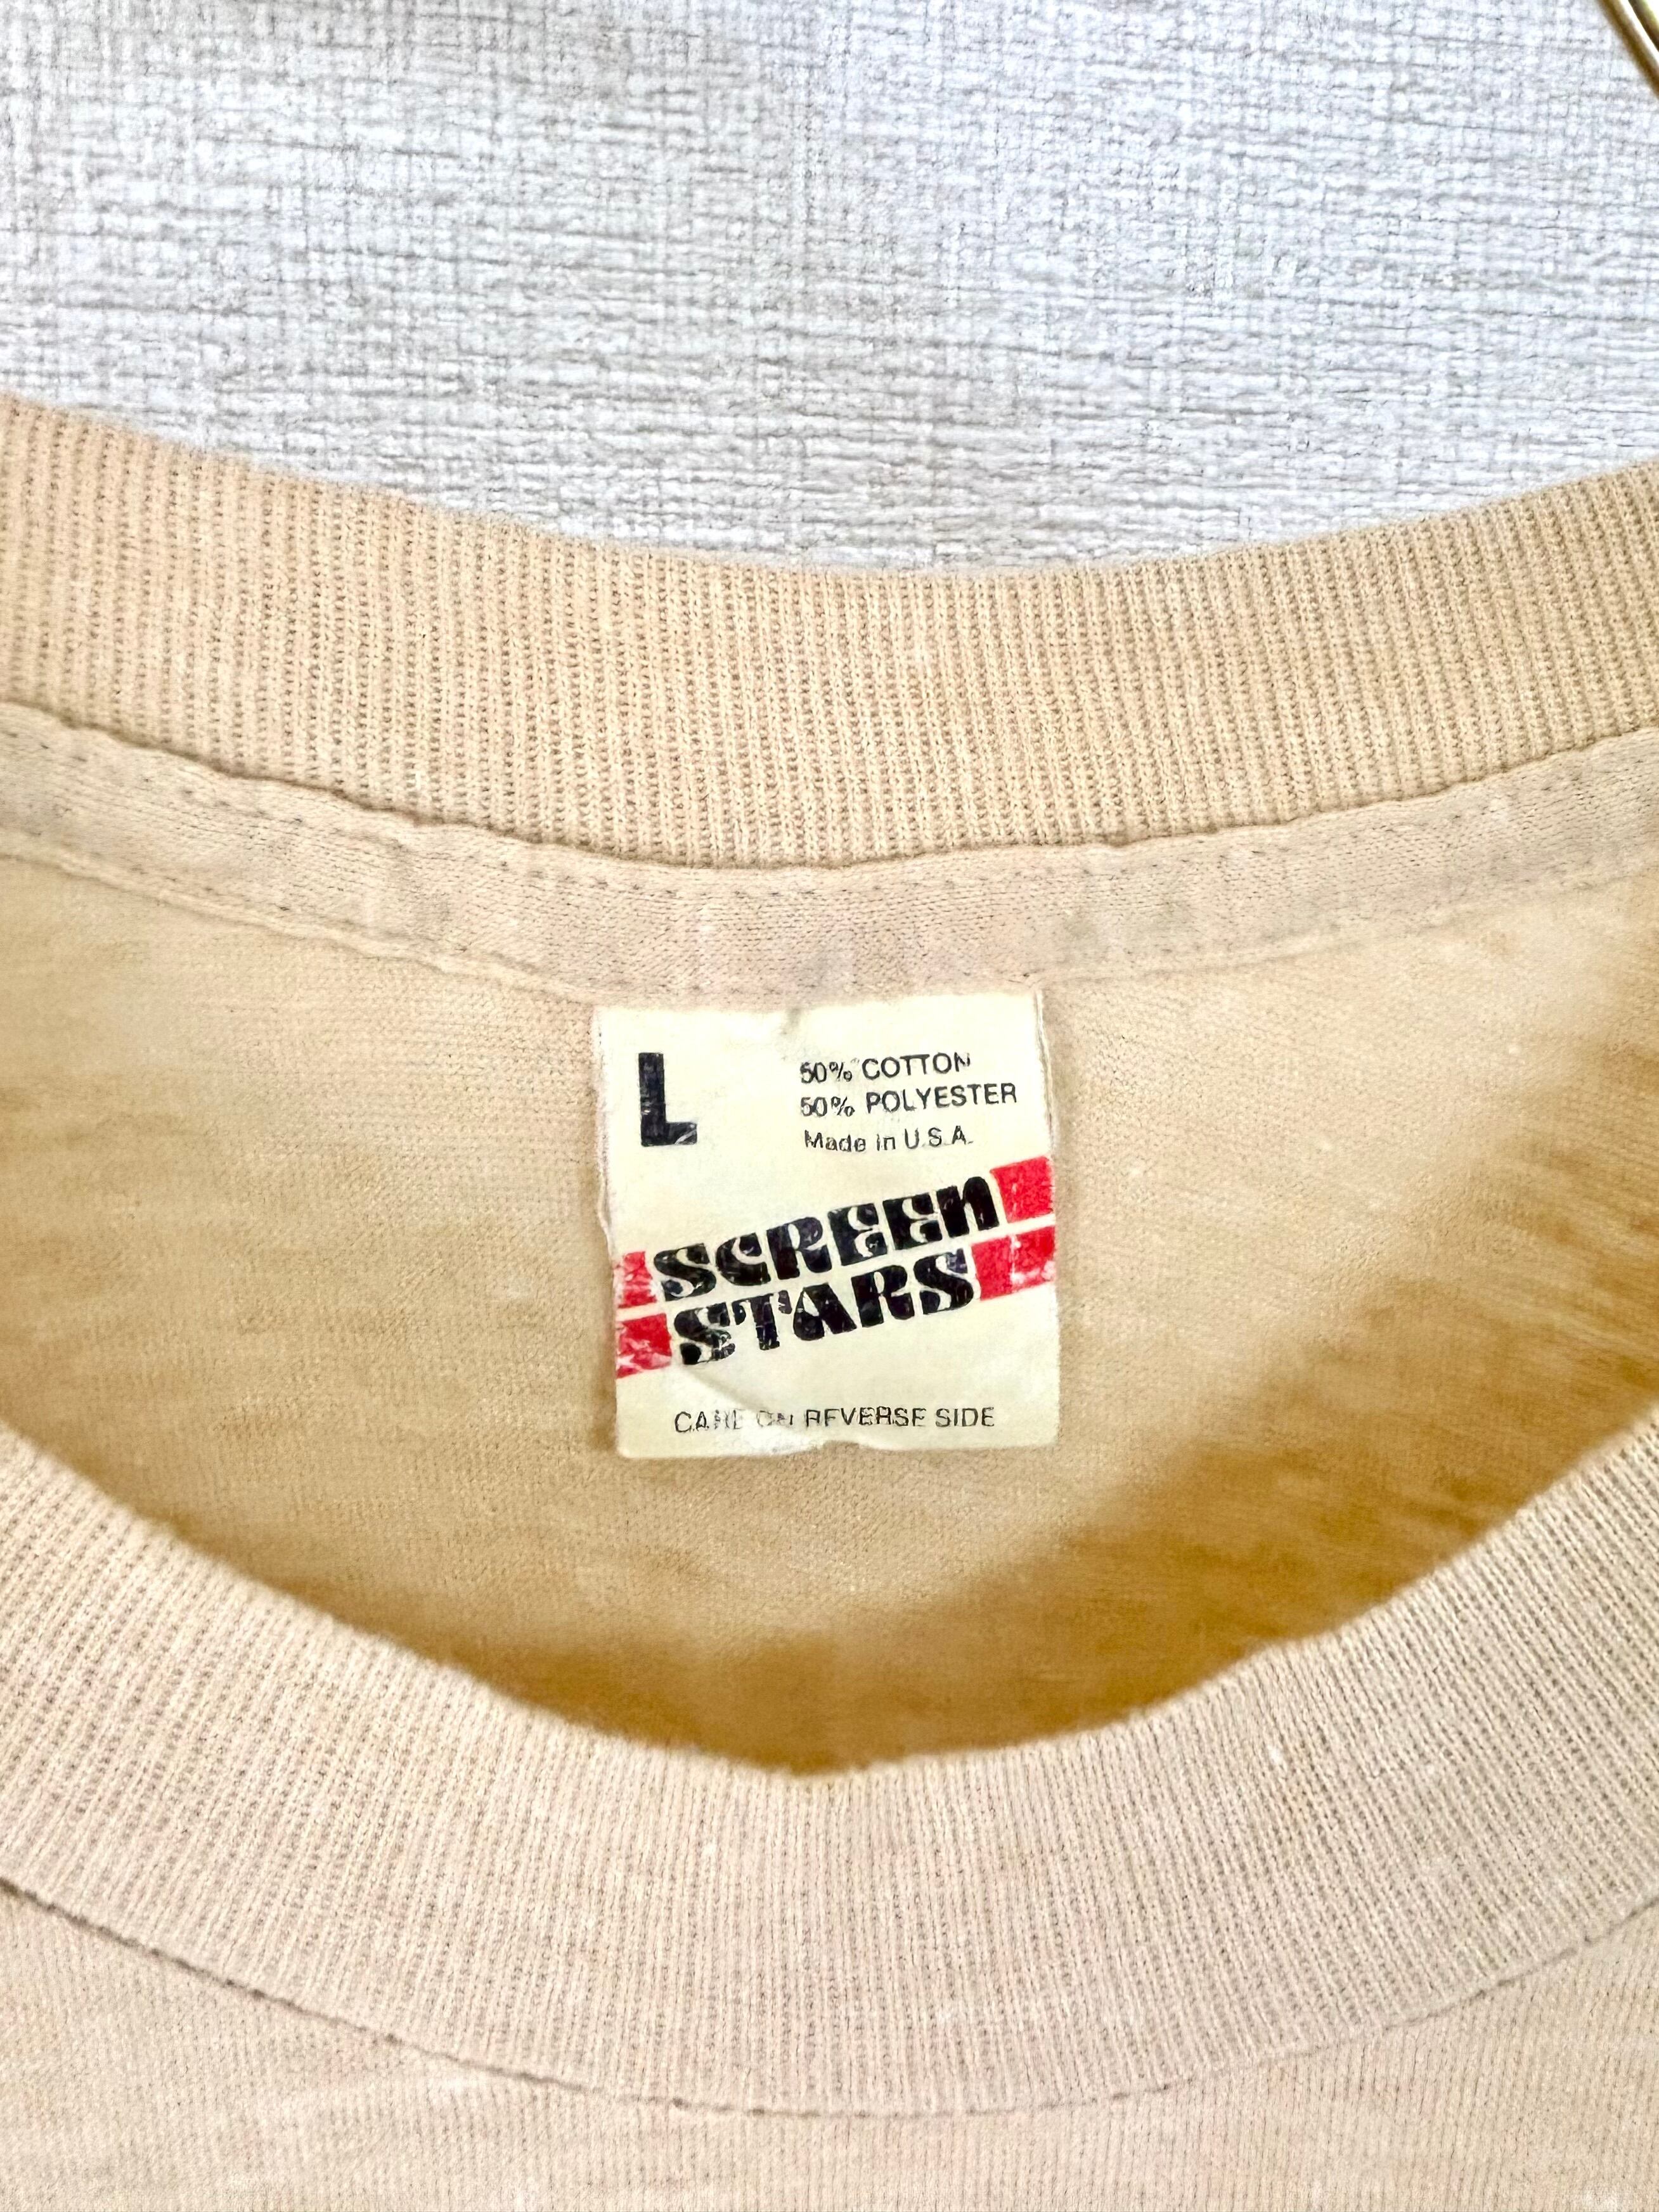 L
50% COTTON
50% POLYESTER
Made in U.S.A.
SCREEN
STARS
CARE ON REVERSE SIDE